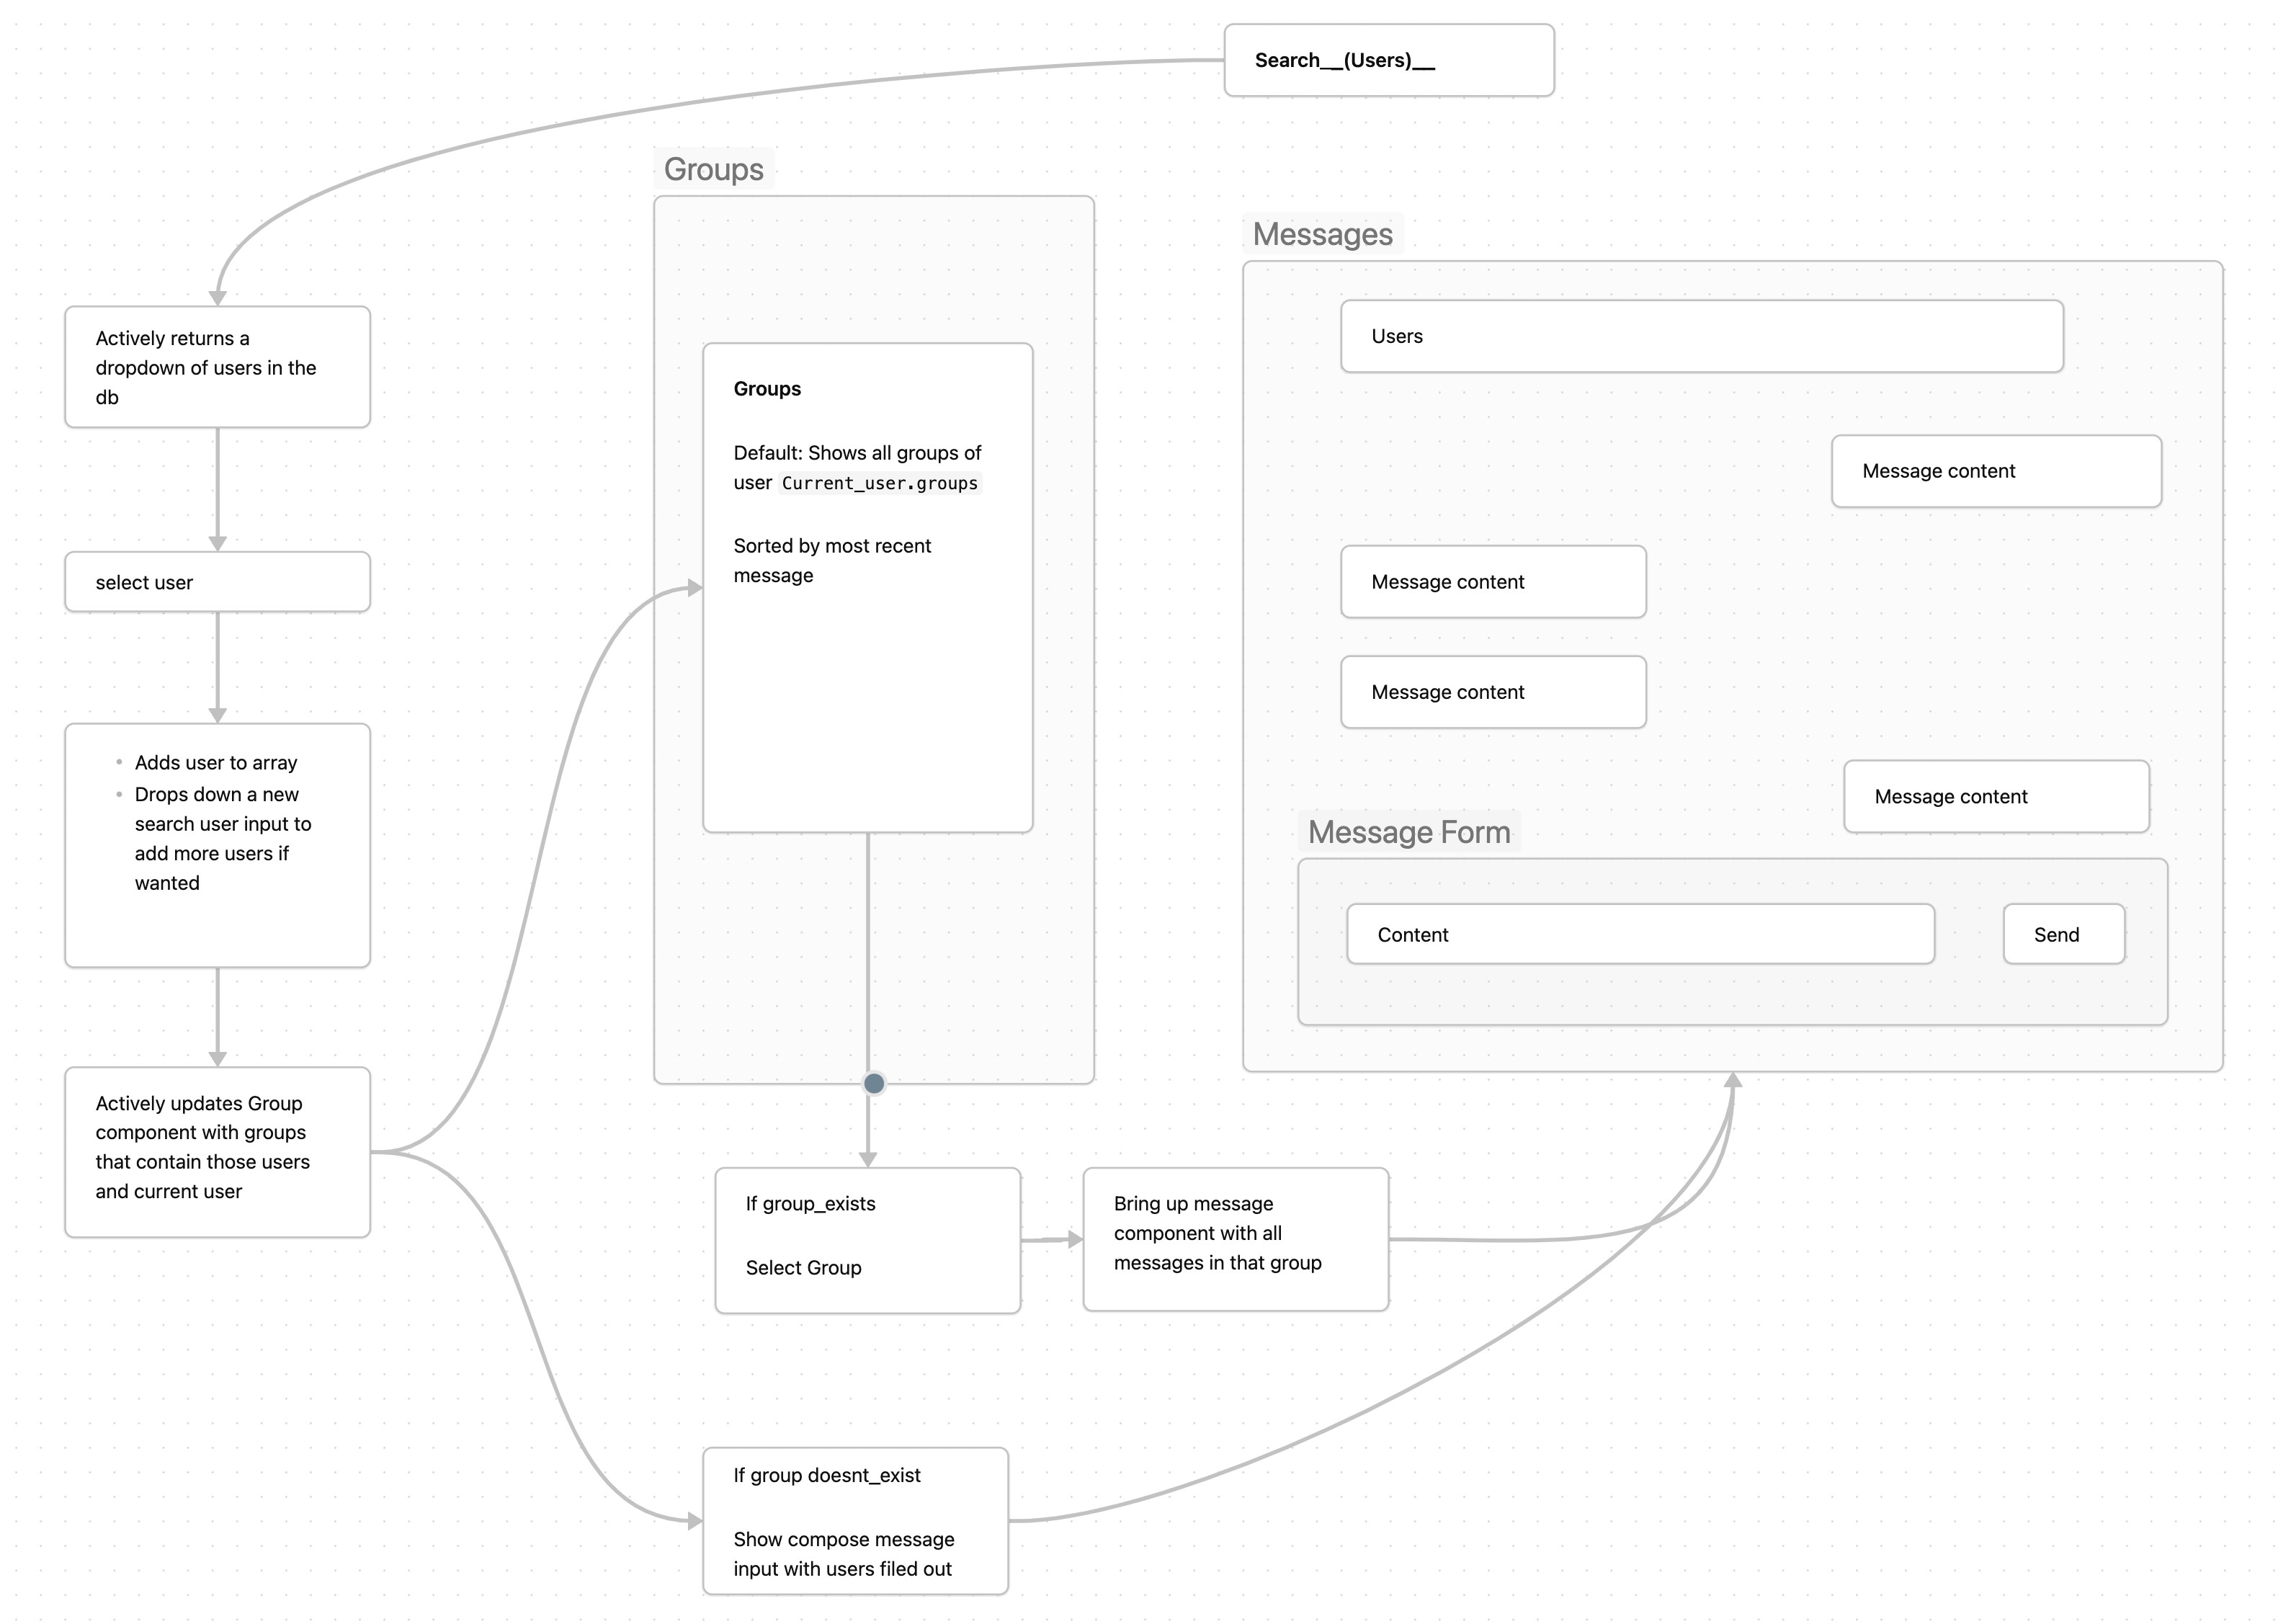 Search__(Users)__
Groups
Messages
Actively returns a
dropdown of users in the
db
select user
• Adds user to array
• Drops down a new
search user input to
add more users if
wanted
Actively updates Group
component with groups
that contain those users
and current user
Groups
Default: Shows all groups of
user Current_user.groups
Sorted by most recent
message
Users
Message content
Message content
Message content
Message content
Message Form
Content
Send
If group_exists
Select Group
Bring up message
component with all
messages in that group
If group doesnt_exist
Show compose message
input with users filed out